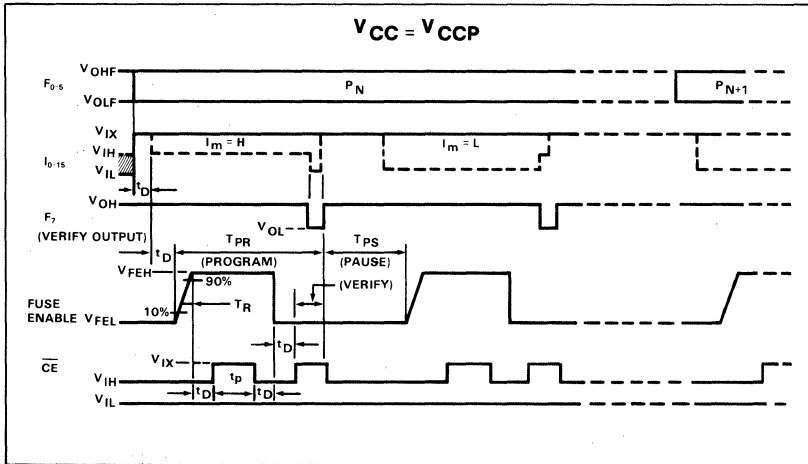 VCC = VCCP
VOHF
F0-5
VOLF
PN
PN+1
VIX
VIH
I0-15
VIL
Im = H
Im = L
tD
VOH
F7
(VERIFY OUTPUT)
VOL
tD
TPR
(PROGRAM)
TPS
(PAUSE)
(VERIFY)
VFEH
90%
10%
TR
FUSE
ENABLE VFEL
tD
CE
VIX
VIH
tD
tP
tD
VIL